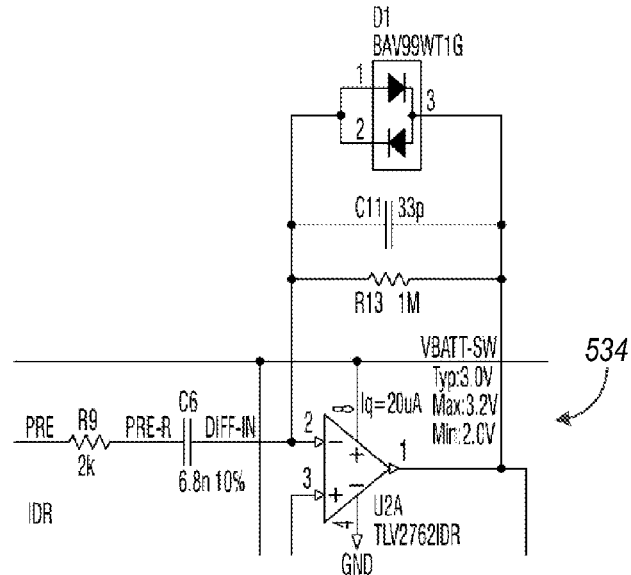 D1
BAV99WT1G
1
3
2
C11 33p
R13 1M
VBATT-SW
534
Typ:3.0V
Iq=20uA
Max:3.2V
Min:2.0V
8
PRE
R9
PRE-R
C6
DIFF-IN
2
1
2k
6.8n 10%
3
IDR
U2A
4
TLV2762IDR
GND